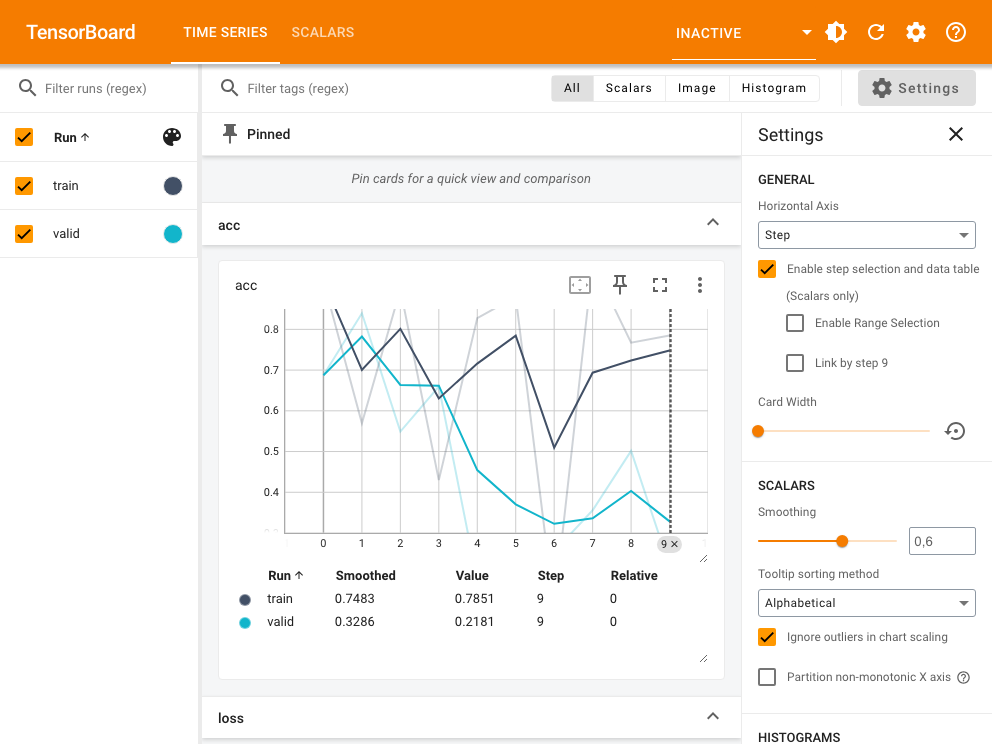 TensorBoard
TIME SERIES
SCALARS
INACTIVE
Filter runs (regex)
Run
train
valid
Filter tags (regex)
All
Scalars
Image
Histogram
Settings
Pinned
Pin cards for a quick view and comparison
acc
acc
0.8
0.7
0.6
0.5
0.4
0 1 2 3 4 5 6 7 8 9
Run Smoothed Value Step Relative
train 0.7483 0.7851 9 0
valid 0.3286 0.2181 9 0
loss
Settings
GENERAL
Horizontal Axis
Step
Enable step selection and data table
(Scalars only)
Enable Range Selection
Link by step 9
Card Width
SCALARS
Smoothing
0,6
Tooltip sorting method
Alphabetical
Ignore outliers in chart scaling
Partition non-monotonic X axis
HISTOGRAMS